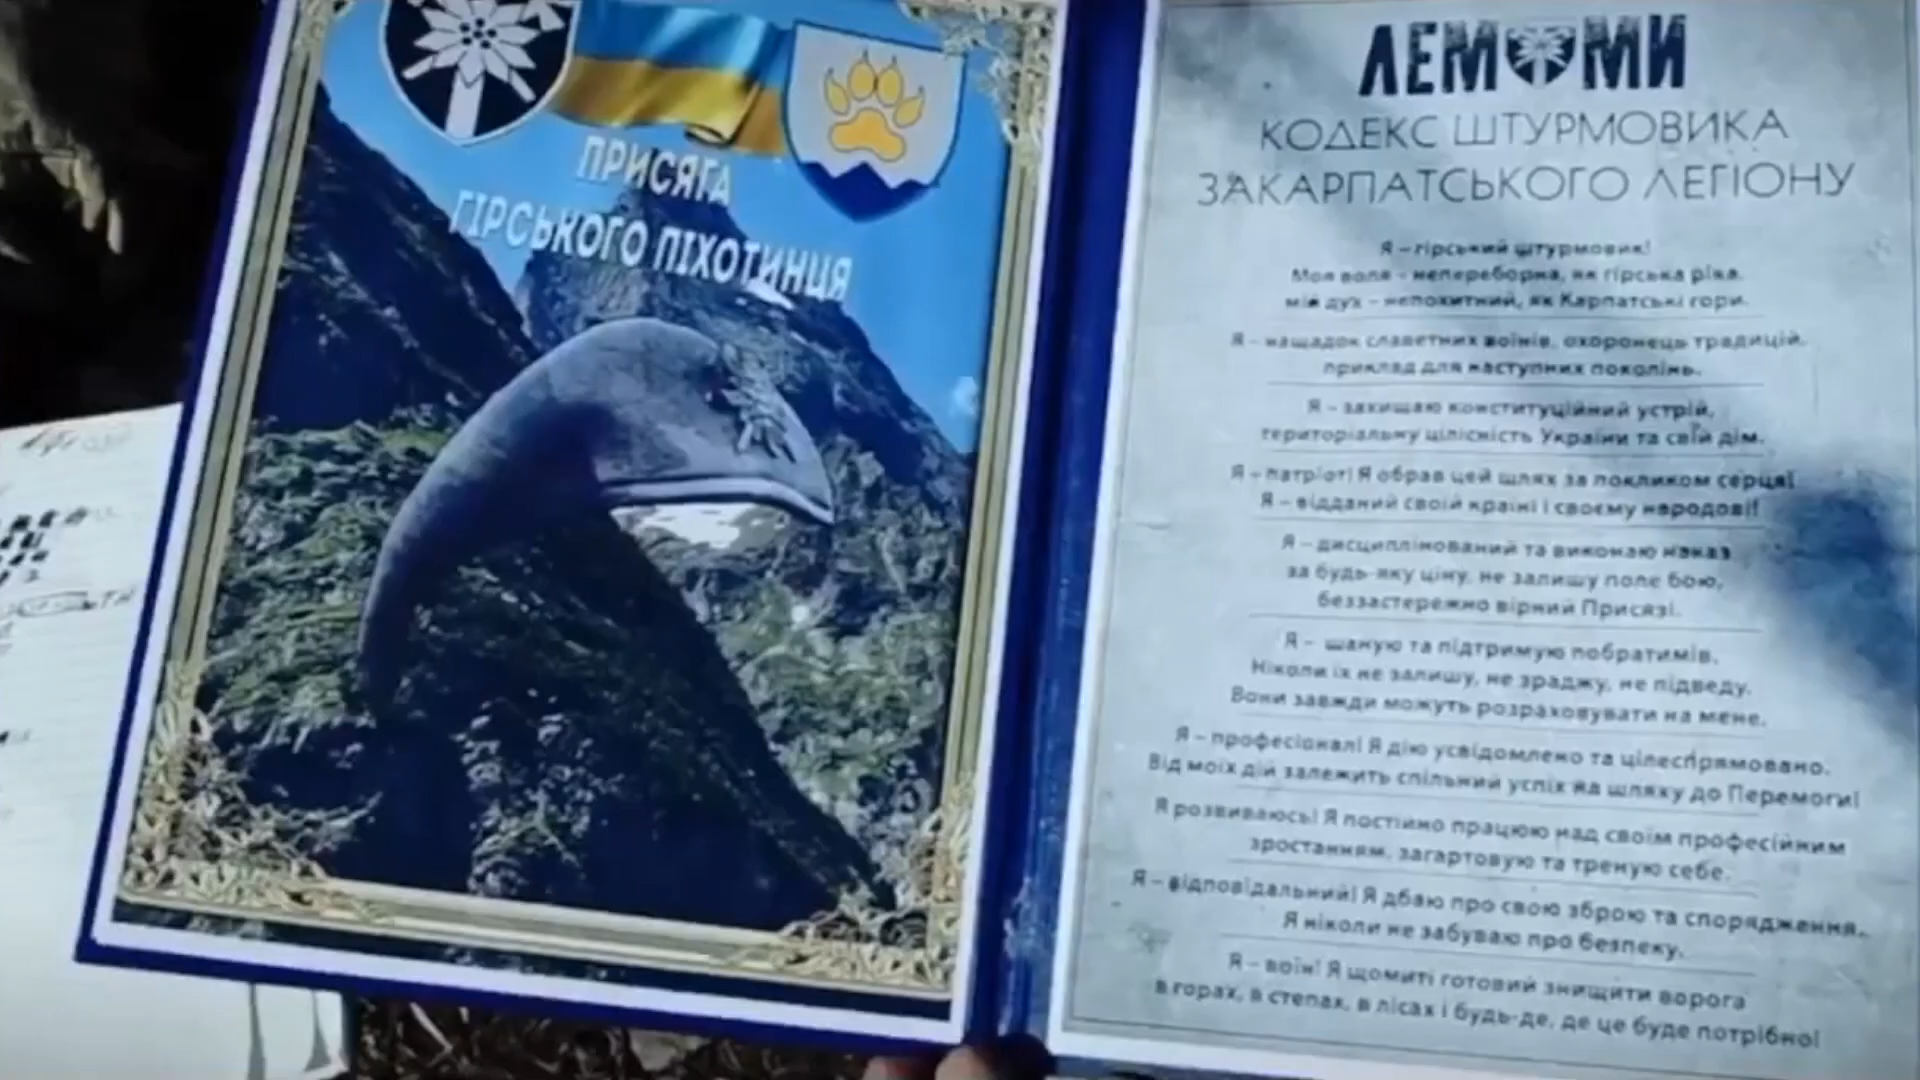 ПРИСЯГА
ГІРСЬКОГО ПІХОТИНЦЯ
ЛЕМ МИ
КОДЕКС ШТУРМОВИКА
ЗАКАРПАТСЬКОГО ЛЕГІОНУ
Я – гірський штурмовик!
Моя воля – непереборна, як гірська ріка,
мій дух – непохитний, як Карпатські гори.
Я – нащадок славетних воїнів, охоронець традицій,
приклад для наступних поколінь.
Я – захищаю конституційний устрій,
територіальну цілісність України та свій дім.
Я – патріот! Я обрав цей шлях за покликом серця!
Я – відданий своїй країні і своєму народові!
Я – дисциплінований та виконаю наказ
за будь-яку ціну, не залишу поле бою,
беззастережно вірний Присязі.
Я – шаную та підтримую побратимів.
Ніколи їх не залишу, не зраджу, не підведу.
Вони завжди можуть розраховувати на мене.
Я – професіонал! Я дію усвідомлено та цілеспрямовано.
Від моїх дій залежить спільний успіх на шляху до Перемоги!
Я розвиваюсь! Я постійно працюю над своїм професійним
зростанням, загартовую та треную себе.
Я – відповідальний! Я дбаю про свою зброю та спорядження.
Я ніколи не забуваю про безпеку.
Я – воїн! Я щомиті готовий знищити ворога
в горах, в степах, в лісах і будь-де, де це буде потрібно!